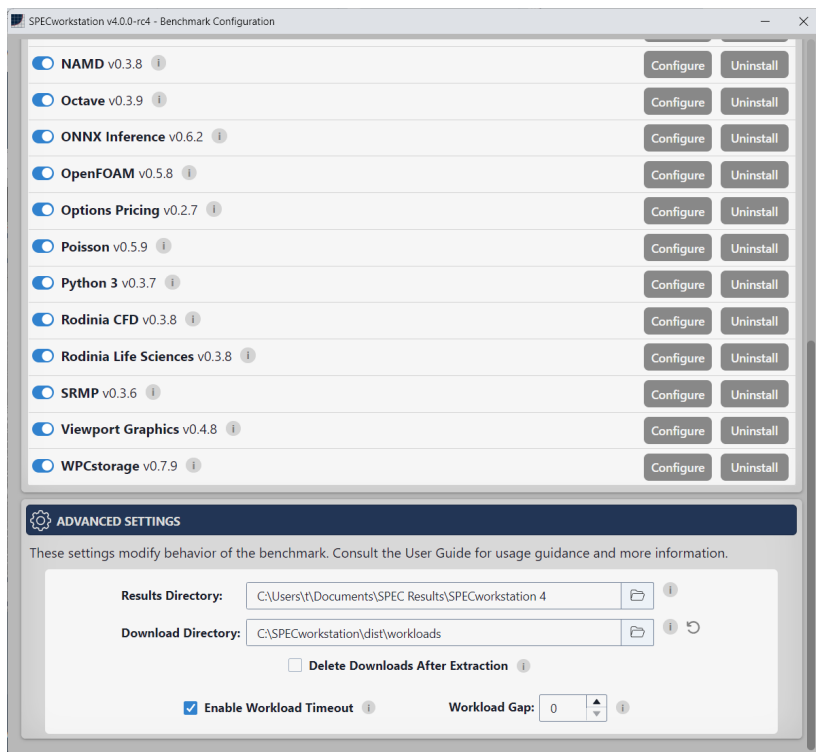 SPECworkstation v4.0.0-rc4 - Benchmark Configuration
NAMD v0.3.8 i Configure Uninstall
Octave v0.3.9 i Configure Uninstall
ONNX Inference v0.6.2 i Configure Uninstall
OpenFOAM v0.5.8 i Configure Uninstall
Options Pricing v0.2.7 i Configure Uninstall
Poisson v0.5.9 i Configure Uninstall
Python 3 v0.3.7 i Configure Uninstall
Rodinia CFD v0.3.8 i Configure Uninstall
Rodinia Life Sciences v0.3.8 i Configure Uninstall
SRMP v0.3.6 i Configure Uninstall
Viewport Graphics v0.4.8 i Configure Uninstall
WPCstorage v0.7.9 i Configure Uninstall
ADVANCED SETTINGS
These settings modify behavior of the benchmark. Consult the User Guide for usage guidance and more information.
Results Directory: C:\Users\t\Documents\SPEC Results\SPECworkstation 4 i
Download Directory: C:\SPECworkstation\dist\workloads i
Delete Downloads After Extraction i
Enable Workload Timeout i Workload Gap: 0 i